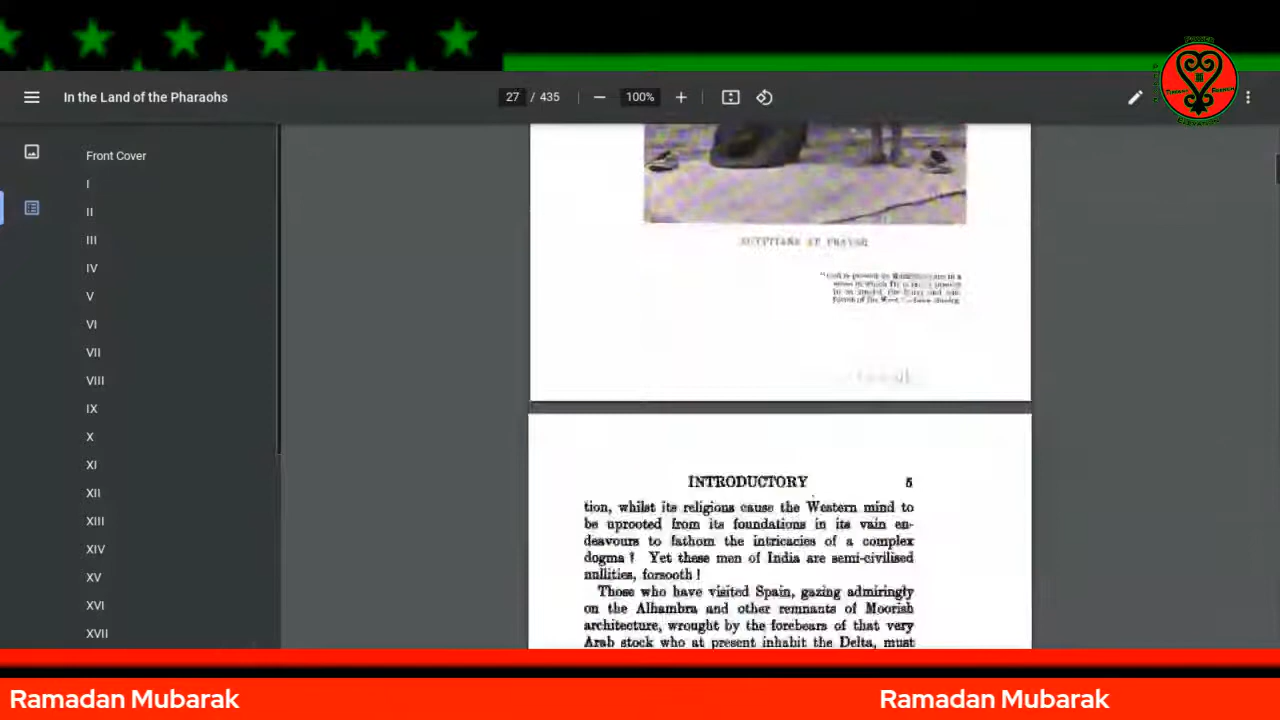 In the Land of the Pharaohs
27 / 435
100%
Front Cover
I
II
III
IV
V
VI
VII
VIII
IX
X
XI
XII
XIII
XIV
XV
XVI
XVII
EGYPTIANS AT PRAYER
INTRODUCTORY 5
tion, whilst its religions cause the Western mind to
be uprooted from its foundations in its vain en-
deavours to fathom the intricacies of a complex
dogma ? Yet these men of India are semi-civilised
nullities, forsooth !
Those who have visited Spain, gazing admiringly
on the Alhambra and other remnants of Moorish
architecture, wrought by the forebears of that very
Arab stock who at present inhabit the Delta, must
Ramadan Mubarak
Ramadan Mubarak